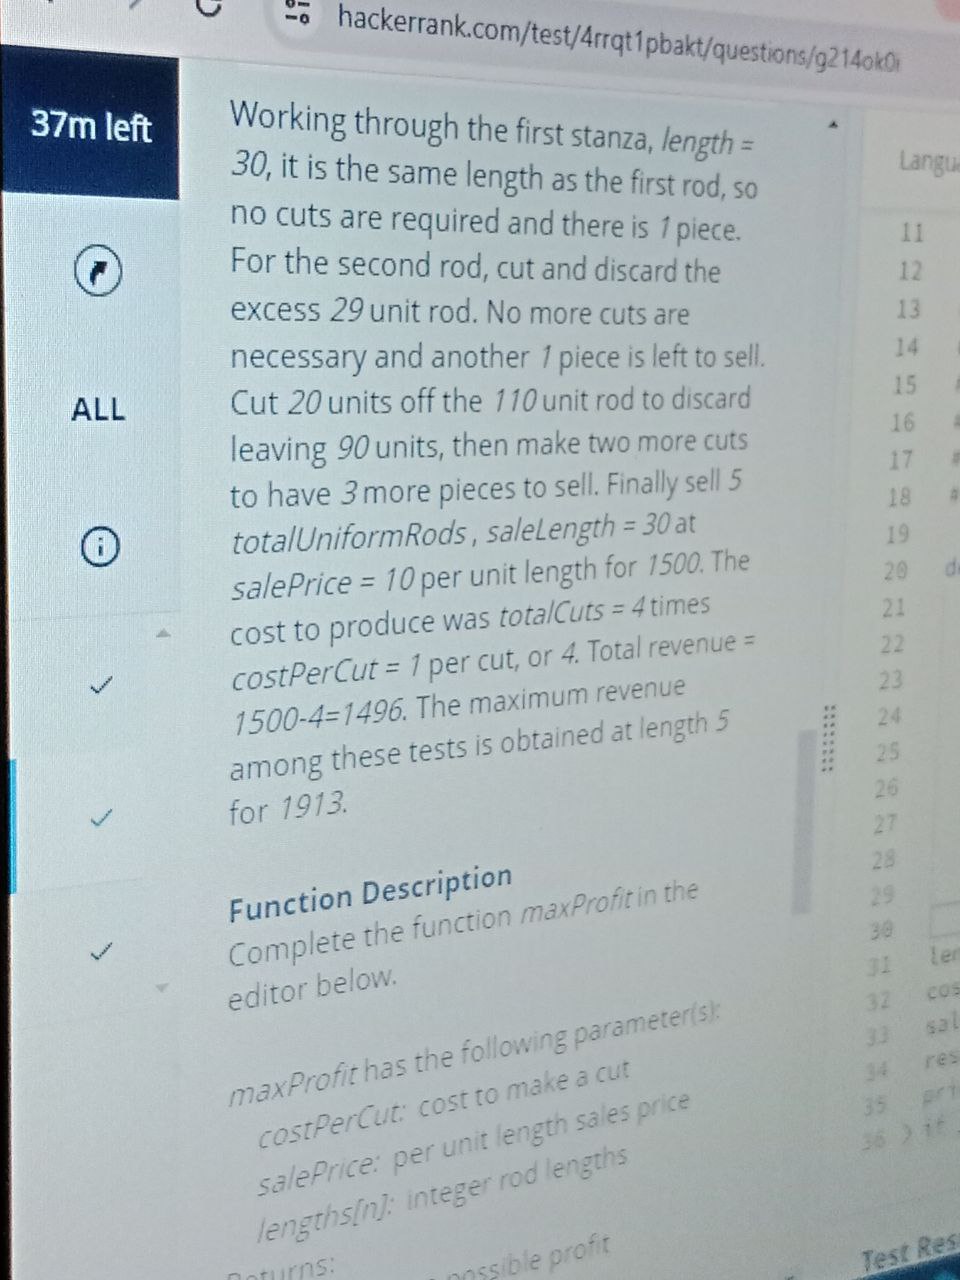 hackerrank.com/test/4rrqt1pbakt/questions/g214ok0i
37m left
ALL
Working through the first stanza, length =
30, it is the same length as the first rod, so
no cuts are required and there is 1 piece.
For the second rod, cut and discard the
excess 29 unit rod. No more cuts are
necessary and another 1 piece is left to sell.
Cut 20 units off the 110 unit rod to discard
leaving 90 units, then make two more cuts
to have 3 more pieces to sell. Finally sell 5
totalUniformRods, saleLength = 30 at
salePrice = 10 per unit length for 1500. The
cost to produce was totalCuts = 4 times
costPerCut = 1 per cut, or 4. Total revenue =
1500-4=1496. The maximum revenue
among these tests is obtained at length 5
for 1913.
Function Description
Complete the function maxProfit in the
editor below.
maxProfit has the following parameter(s):
costPerCut: cost to make a cut
salePrice: per unit length sales price
lengths[n]: integer rod lengths
Returns:
possible profit
Langu
11
12
13
14
15
16
17
18
19
20
21
22
23
24
25
26
27
28
29
30
31 len
32 cos
33 sal
34 res
35 pri
36 if
Test Res